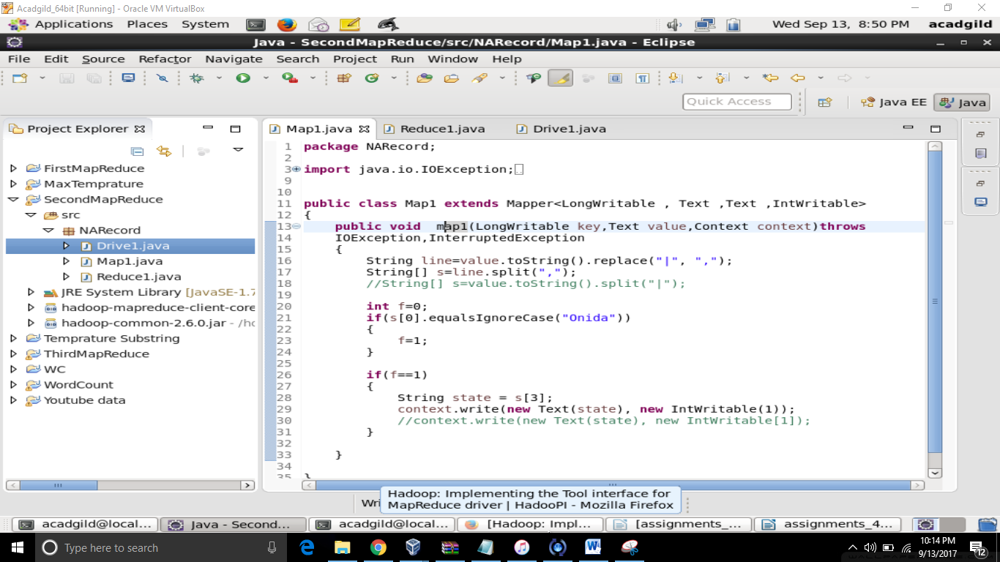 Acadgild_64bit [Running] - Oracle VM VirtualBox
Applications Places System Wed Sep 13, 8:50 PM acadgild
Java - SecondMapReduce/src/NARecord/Map1.java - Eclipse
File Edit Source Refactor Navigate Search Project Run Window Help
Quick Access Java EE Java
Project Explorer Map1.java Reduce1.java Drive1.java
FirstMapReduce
MaxTemprature
SecondMapReduce
src
NARecord
Drive1.java
Map1.java
Reduce1.java
JRE System Library [JavaSE-1.7
hadoop-mapreduce-client-core
hadoop-common-2.6.0.jar - /ho
Temprature Substring
ThirdMapReduce
WC
WordCount
Youtube data
1 package NARecord;
2
3 import java.io.IOException;
9
10
11 public class Map1 extends Mapper<LongWritable , Text ,Text ,IntWritable>
12 {
13 public void map1(LongWritable key,Text value,Context context)throws
14 IOException,InterruptedException
15 {
16 String line=value.toString().replace("|", ",");
17 String[] s=line.split(",");
18 //String[] s=value.toString().split("|");
19
20 int f=0;
21 if(s[0].equalsIgnoreCase("Onida"))
22 {
23 f=1;
24 }
25
26 if(f==1)
27 {
28 String state = s[3];
29 context.write(new Text(state), new IntWritable(1));
30 //context.write(new Text(state), new IntWritable[1]);
31 }
32
33 }
34
35 }
Wri
Hadoop: Implementing the Tool interface for
MapReduce driver | HadooPI - Mozilla Firefox
acadgild@local... Java - Second... acadgild@local... [Hadoop: Impl... [assignments_... assignments_4...
Type here to search
10:14 PM
9/13/2017
12